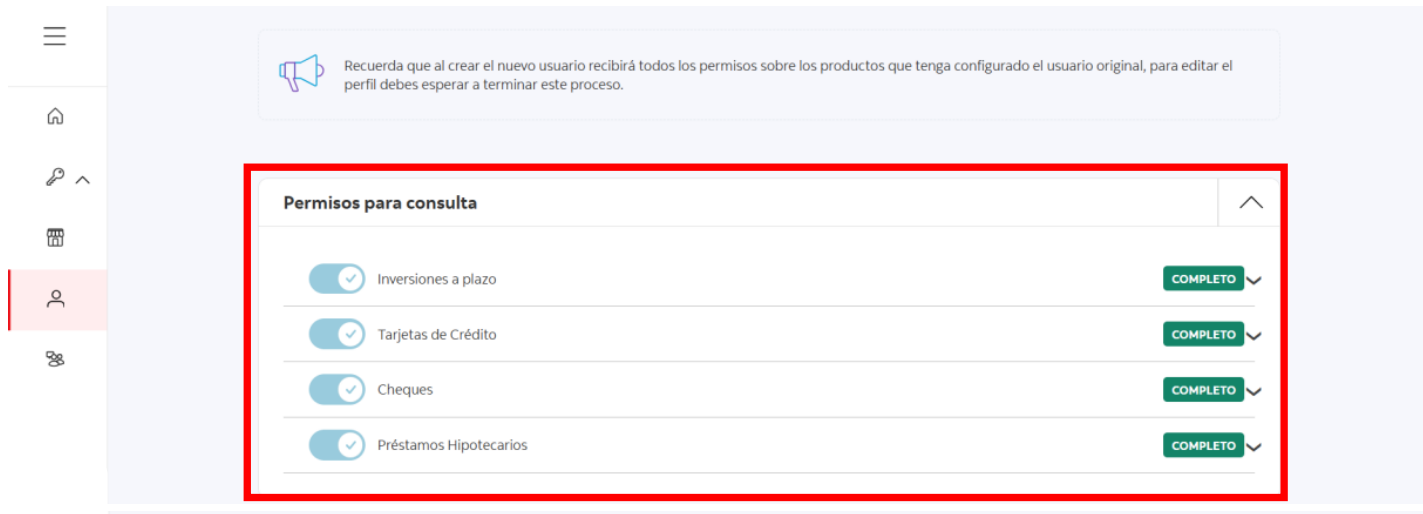 Recuerda que al crear el nuevo usuario recibirá todos los permisos sobre los productos que tenga configurado el usuario original, para editar el
perfil debes esperar a terminar este proceso.
Permisos para consulta
Inversiones a plazo COMPLETO
Tarjetas de Crédito COMPLETO
Cheques COMPLETO
Préstamos Hipotecarios COMPLETO